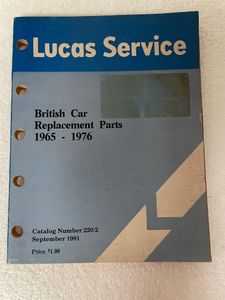 Lucas Service
British Car
Replacement Parts
1965 - 1976
Catalog Number 220/2
September 1981
Price $1.00